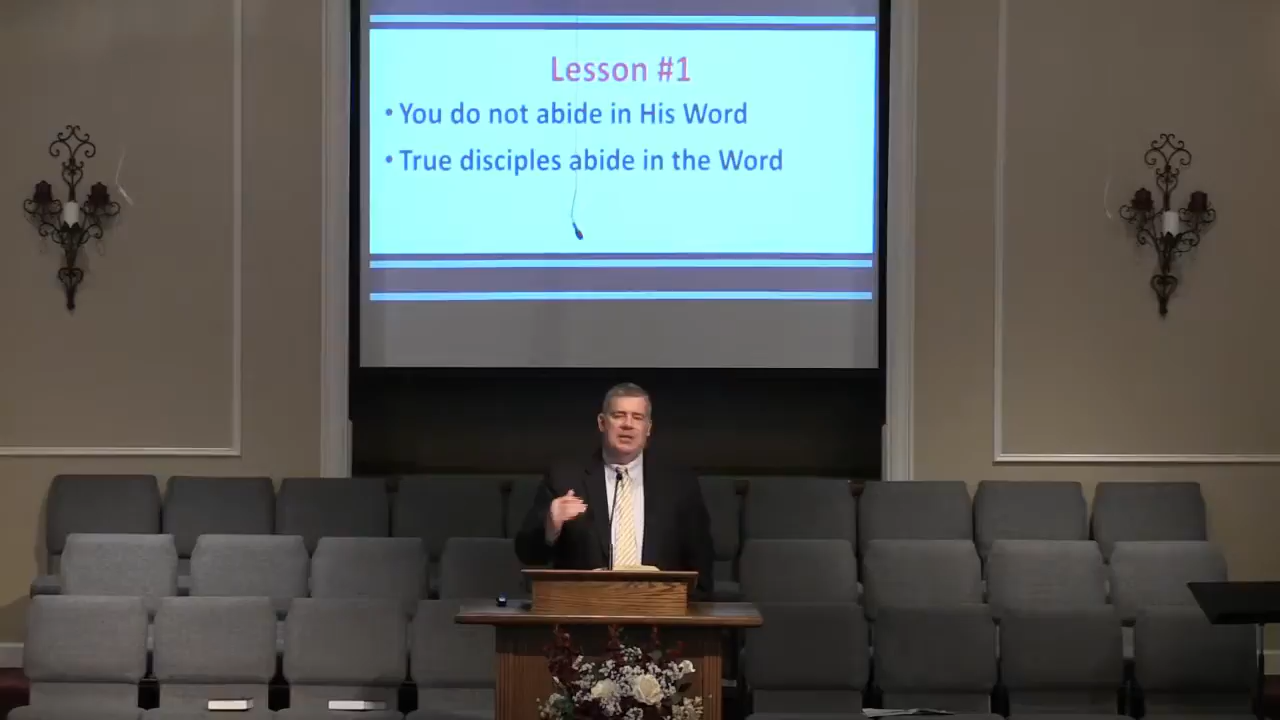 Lesson #1
• You do not abide in His Word
• True disciples abide in the Word